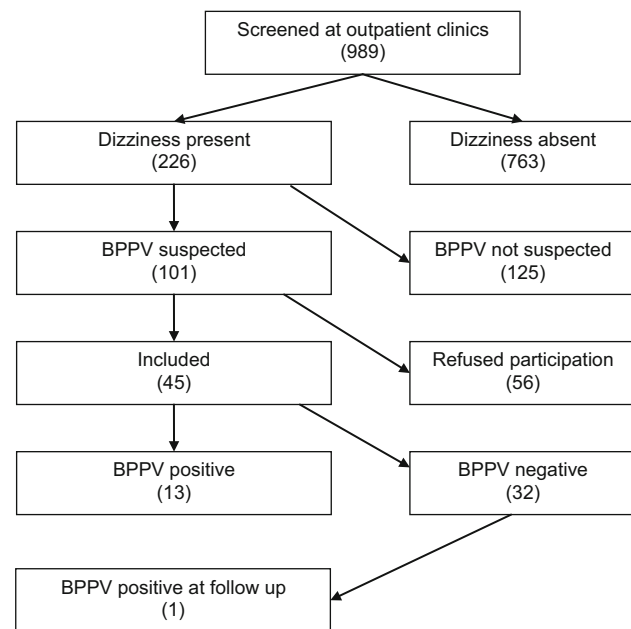 Screened at outpatient clinics
(989)
Dizziness present
(226)
Dizziness absent
(763)
BPPV suspected
(101)
BPPV not suspected
(125)
Included
(45)
Refused participation
(56)
BPPV positive
(13)
BPPV negative
(32)
BPPV positive at follow up
(1)